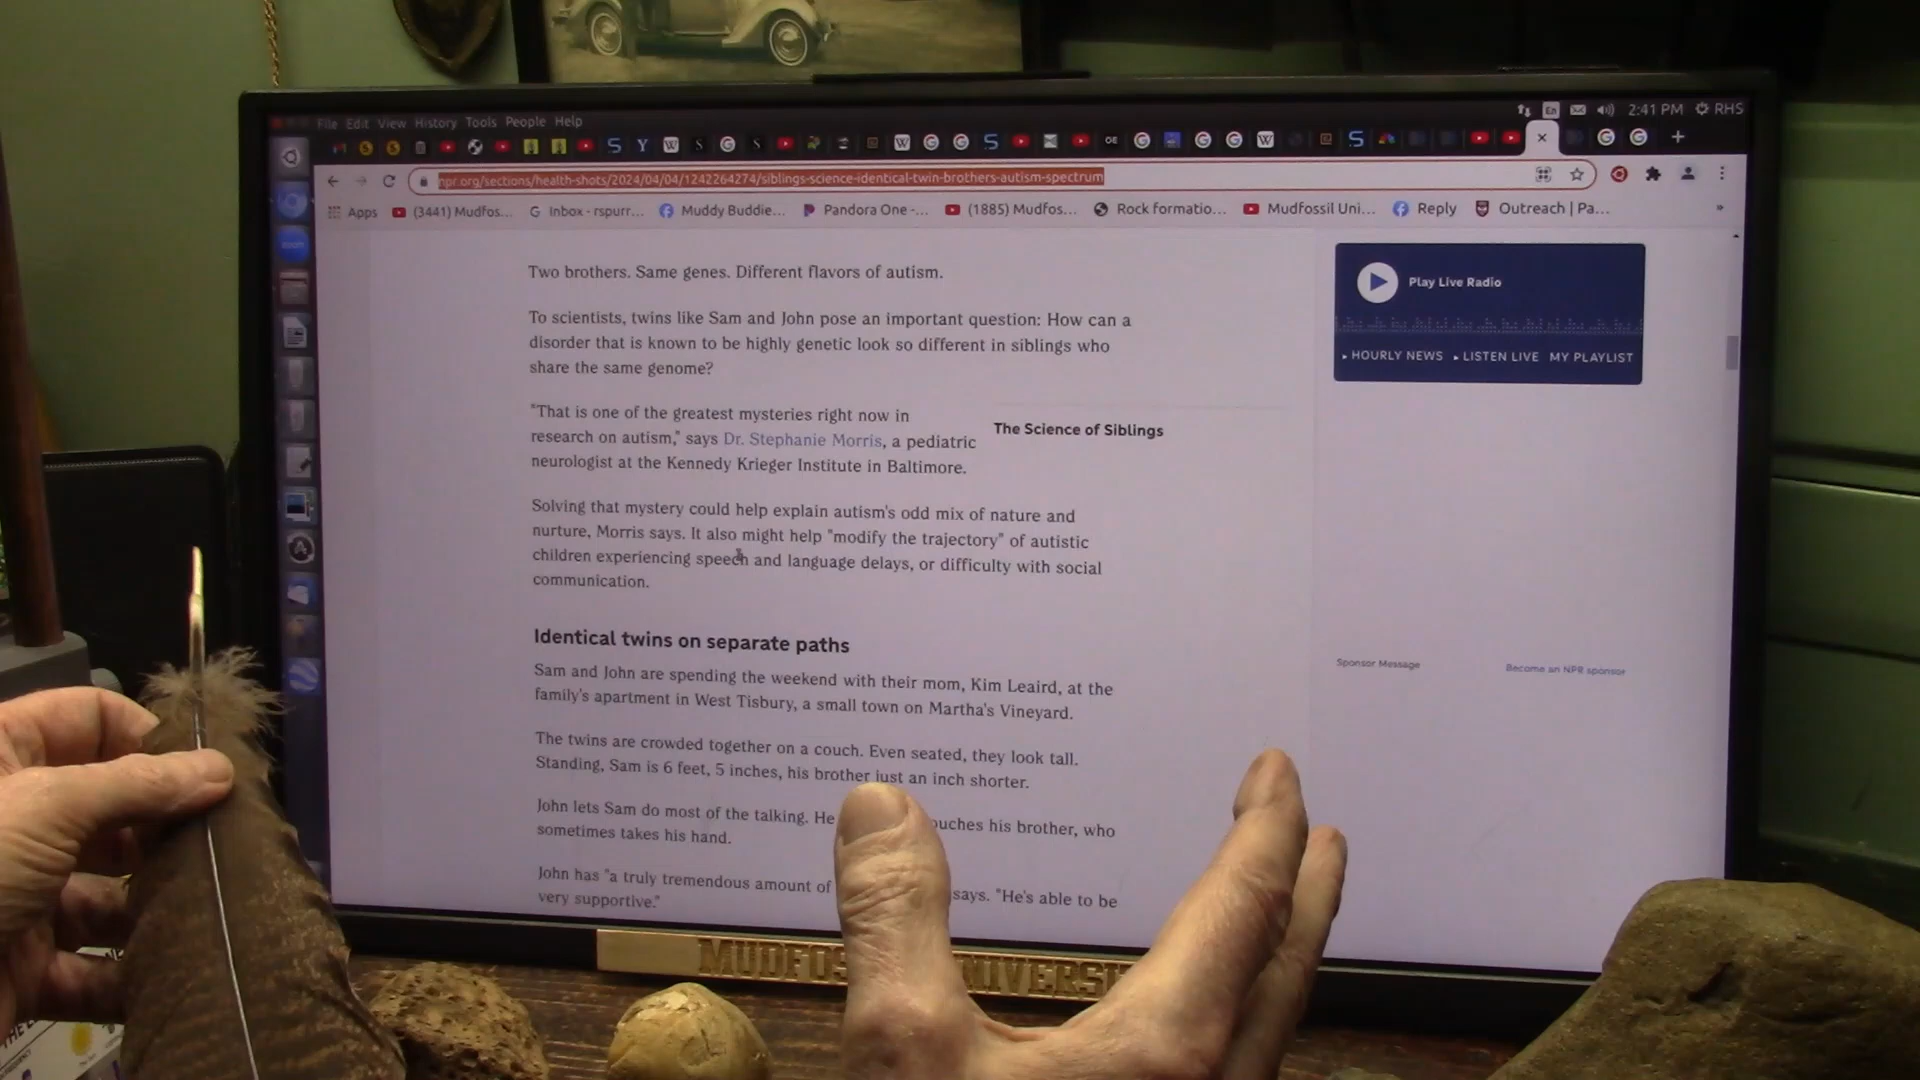 File Edit View History Tools People Help
2:41 PM RHS
npr.org/sections/health-shots/2024/04/04/1242264274/siblings-science-identical-twin-brothers-autism-spectrum
Apps (3441) Mudfos... Inbox - rspurr... Muddy Buddie... Pandora One -... (1885) Mudfos... Rock formatio... Mudfossil Uni... Reply Outreach | Pa... »
Two brothers. Same genes. Different flavors of autism.
To scientists, twins like Sam and John pose an important question: How can a
disorder that is known to be highly genetic look so different in siblings who
share the same genome?
"That is one of the greatest mysteries right now in
research on autism," says Dr. Stephanie Morris, a pediatric
neurologist at the Kennedy Krieger Institute in Baltimore.
The Science of Siblings
Solving that mystery could help explain autism's odd mix of nature and
nurture, Morris says. It also might help "modify the trajectory" of autistic
children experiencing speech and language delays, or difficulty with social
communication.
Identical twins on separate paths
Sam and John are spending the weekend with their mom, Kim Leaird, at the
family's apartment in West Tisbury, a small town on Martha's Vineyard.
The twins are crowded together on a couch. Even seated, they look tall.
Standing, Sam is 6 feet, 5 inches, his brother just an inch shorter.
John lets Sam do most of the talking. He ouches his brother, who
sometimes takes his hand.
John has "a truly tremendous amount of says. "He's able to be
very supportive."
Play Live Radio
HOURLY NEWS LISTEN LIVE MY PLAYLIST
Sponsor Message Become an NPR sponsor
MUDFOS NIVERSI